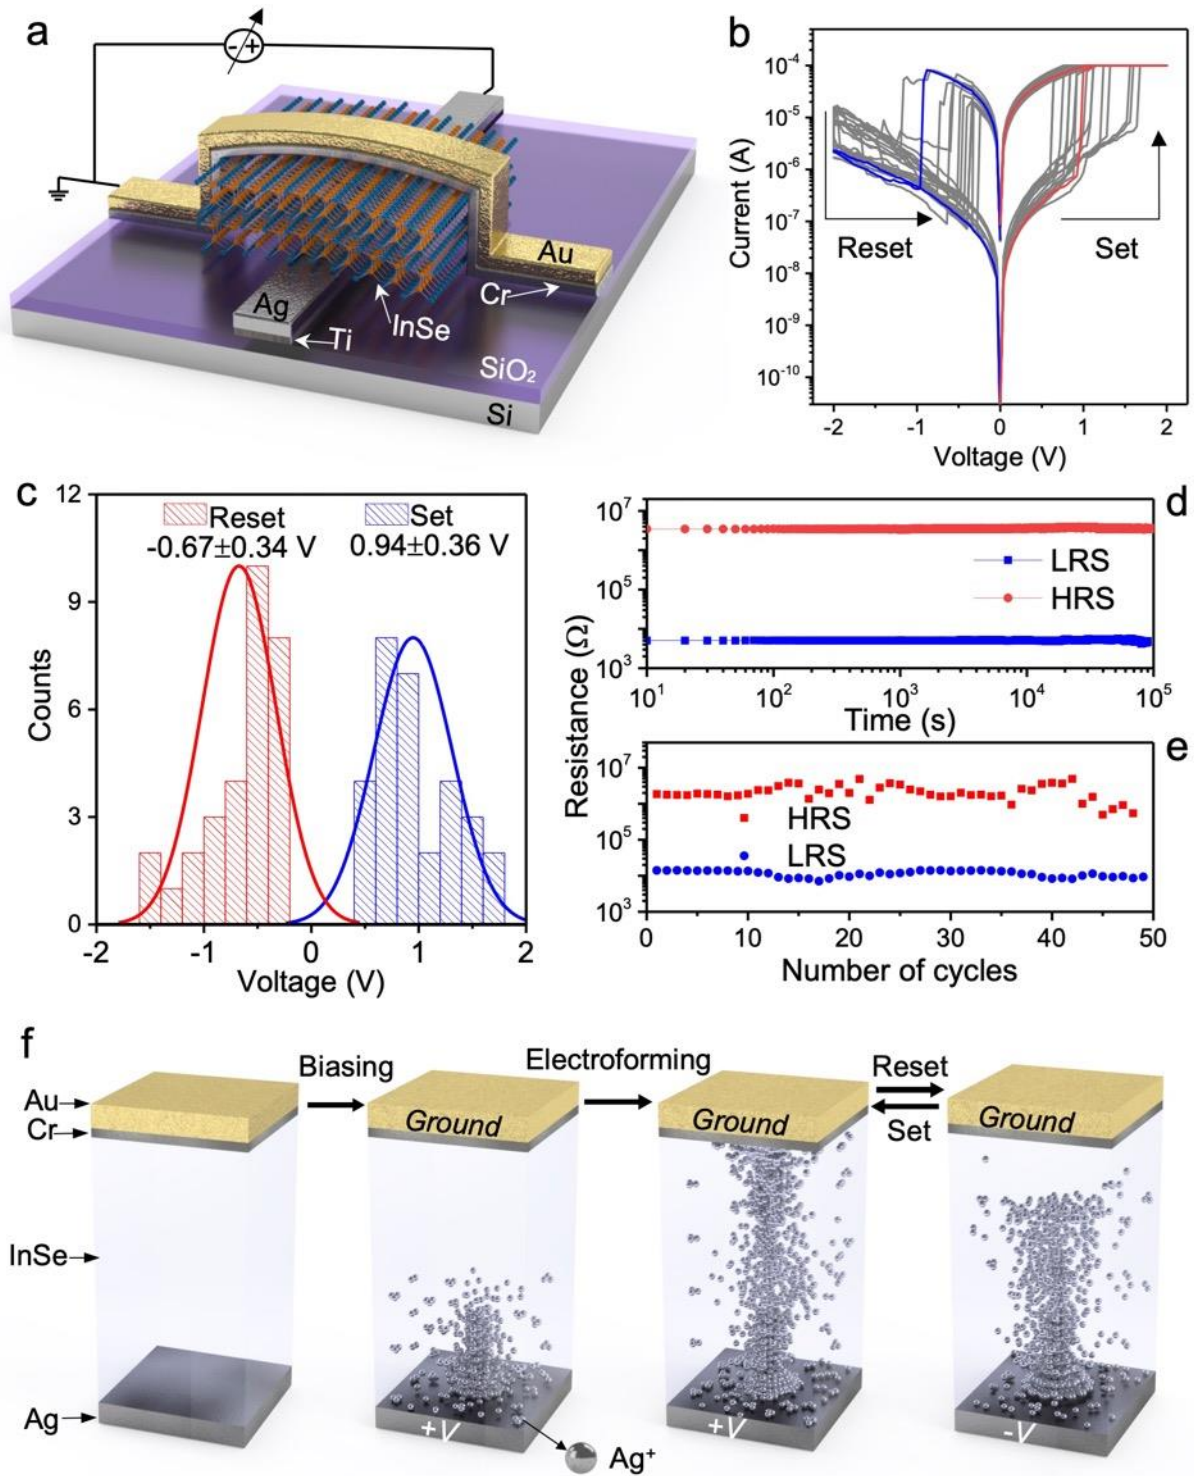 a
- +
Au
Cr
Ag
InSe
Ti
SiO₂
Si
b
10⁻⁴
10⁻⁵
10⁻⁶
10⁻⁷
10⁻⁸
10⁻⁹
10⁻¹⁰
Current (A)
Reset
Set
-2 -1 0 1 2
Voltage (V)
c
12
9
6
3
0
Counts
Reset
-0.67±0.34 V
Set
0.94±0.36 V
-2 -1 0 1 2
Voltage (V)
d
10⁷
10⁵
10³
LRS
HRS
10¹ 10² 10³ 10⁴ 10⁵
Time (s)
Resistance (Ω)
e
10⁷
10⁵
10³
HRS
LRS
0 10 20 30 40 50
Number of cycles
f
Au
Cr
InSe
Ag
Biasing
Electroforming
Reset
Set
Ground
Ground
Ground
+V
+V
-V
Ag⁺